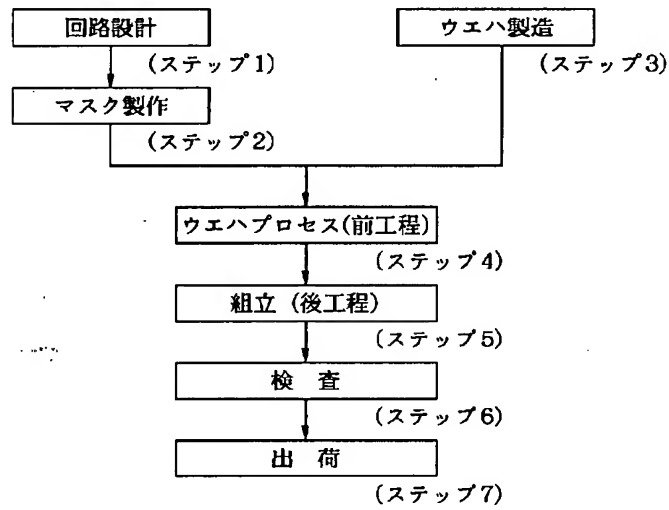 回路設計
ウエハ製造
(ステップ1)
(ステップ3)
マスク製作
(ステップ2)
ウエハプロセス(前工程)
(ステップ4)
組立 (後工程)
(ステップ5)
検 査
(ステップ6)
出 荷
(ステップ7)